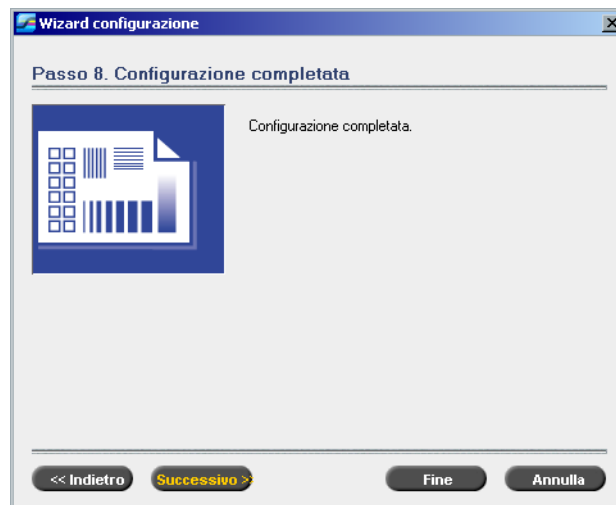 Wizard configurazione
Passo 8. Configurazione completata
Configurazione completata.
<< Indietro
Successivo >
Fine
Annulla